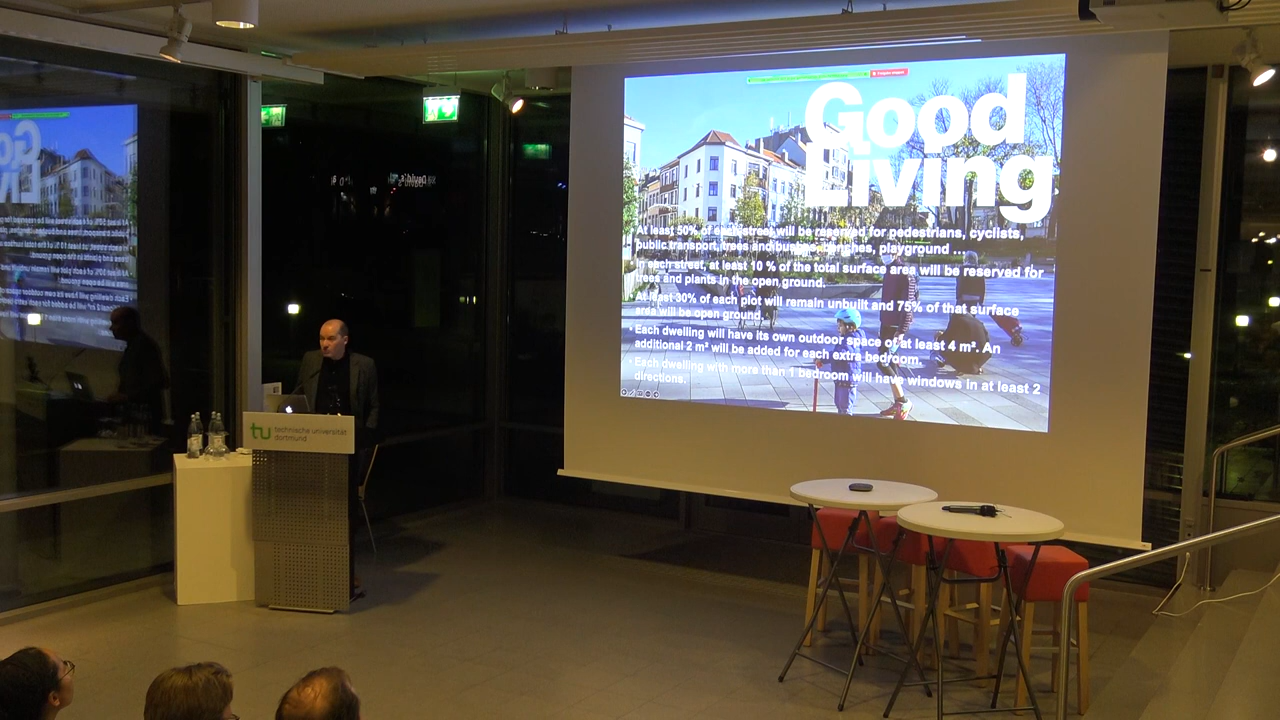 Good
Living
At least 50% of each street will be reserved for pedestrians, cyclists,
public transport, trees and bushes, benches, playground
In each street, at least 10 % of the total surface area will be reserved for
trees and plants in the open ground.
At least 30% of each plot will remain unbuilt and 75% of that surface
area will be open ground.
• Each dwelling will have its own outdoor space of at least 4 m². An
additional 2 m² will be added for each extra bedroom.
• Each dwelling with more than 1 bedroom will have windows in at least 2
directions.
tu technische universität
dortmund